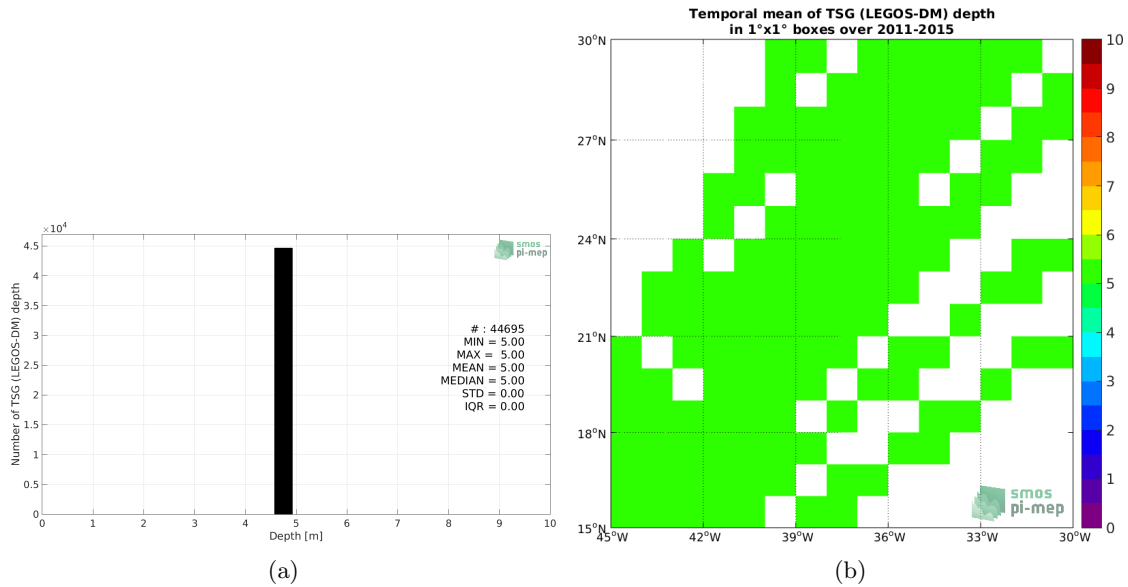 ×10⁴
4.5
4
3.5
3
2.5
2
1.5
1
0.5
0
Number of TSG (LEGOS-DM) depth
0 1 2 3 4 5 6 7 8 9 10
Depth [m]
smos
pi-mep
# : 44695
MIN = 5.00
MAX = 5.00
MEAN = 5.00
MEDIAN = 5.00
STD = 0.00
IQR = 0.00
(a)
Temporal mean of TSG (LEGOS-DM) depth
in 1°x1° boxes over 2011-2015
30°N
27°N
24°N
21°N
18°N
15°N
45°W 42°W 39°W 36°W 33°W 30°W
smos
pi-mep
10
9
8
7
6
5
4
3
2
1
0
(b)